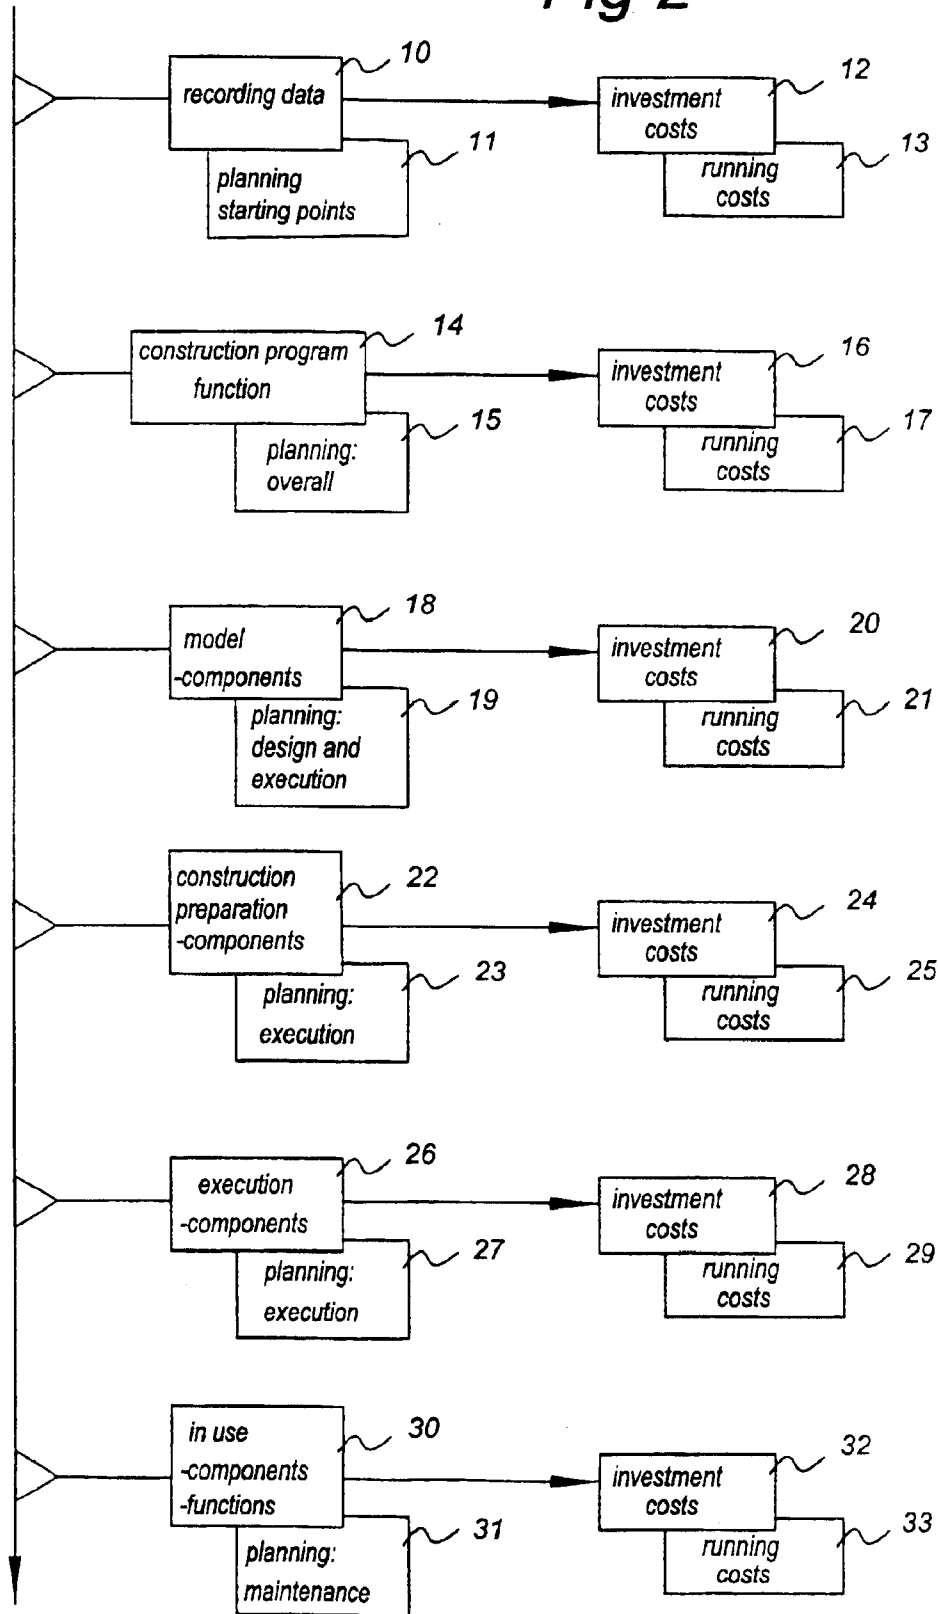 Fig 2
10
recording data
12
investment
costs
11
planning
starting points
13
running
costs
14
construction program
function
16
investment
costs
15
planning:
overall
17
running
costs
18
model
-components
20
investment
costs
19
planning:
design and
execution
21
running
costs
22
construction
preparation
-components
24
investment
costs
23
planning:
execution
25
running
costs
26
execution
-components
28
investment
costs
27
planning:
execution
29
running
costs
30
in use
-components
-functions
32
investment
costs
31
planning:
maintenance
33
running
costs